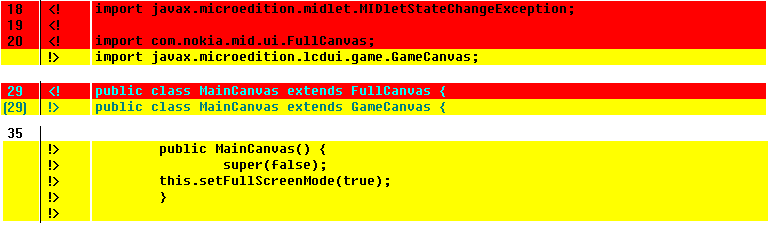 18 <! import javax.microedition.midlet.MIDletStateChangeException;
19 <!
20 <! import com.nokia.mid.ui.FullCanvas;
!> import javax.microedition.lcdui.game.GameCanvas;
29 <! public class MainCanvas extends FullCanvas {
(29) !> public class MainCanvas extends GameCanvas {
35
!> public MainCanvas() {
!> super(false);
!> this.setFullScreenMode(true);
!> }
!>